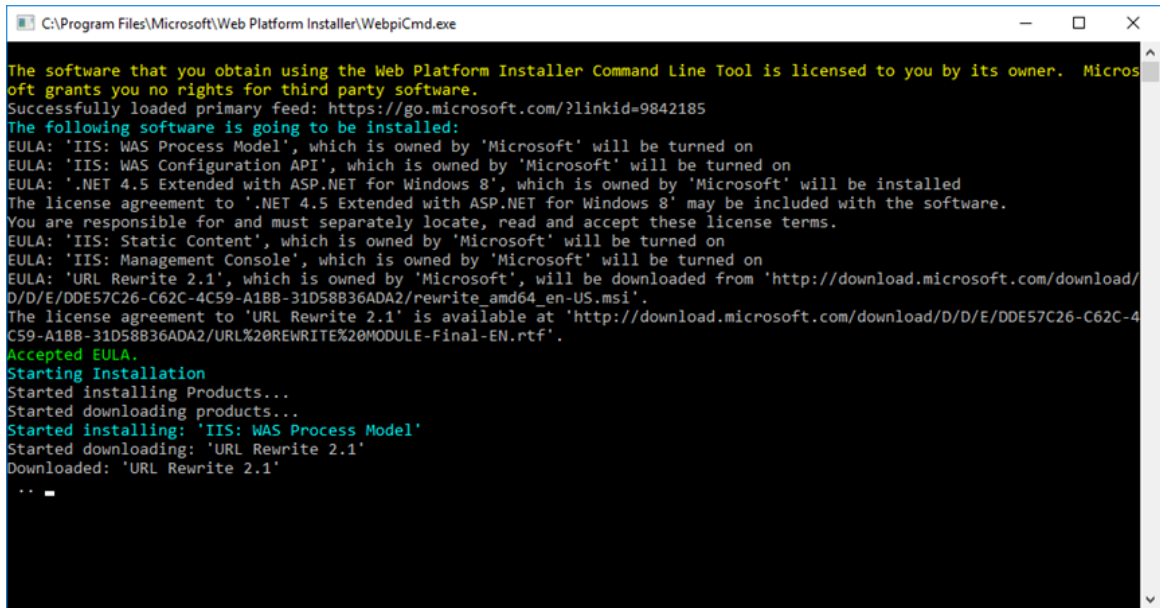 C:\Program Files\Microsoft\Web Platform Installer\WebpiCmd.exe
The software that you obtain using the Web Platform Installer Command Line Tool is licensed to you by its owner.  Micros
oft grants you no rights for third party software.
Successfully loaded primary feed: https://go.microsoft.com/?linkid=9842185
The following software is going to be installed:
EULA: 'IIS: WAS Process Model', which is owned by 'Microsoft' will be turned on
EULA: 'IIS: WAS Configuration API', which is owned by 'Microsoft' will be turned on
EULA: '.NET 4.5 Extended with ASP.NET for Windows 8', which is owned by 'Microsoft' will be installed
The license agreement to '.NET 4.5 Extended with ASP.NET for Windows 8' may be included with the software.
You are responsible for and must separately locate, read and accept these license terms.
EULA: 'IIS: Static Content', which is owned by 'Microsoft' will be turned on
EULA: 'IIS: Management Console', which is owned by 'Microsoft' will be turned on
EULA: 'URL Rewrite 2.1', which is owned by 'Microsoft', will be downloaded from 'http://download.microsoft.com/download/
D/D/E/DDE57C26-C62C-4C59-A1BB-31D58B36ADA2/rewrite_amd64_en-US.msi'.
The license agreement to 'URL Rewrite 2.1' is available at 'http://download.microsoft.com/download/D/D/E/DDE57C26-C62C-4
C59-A1BB-31D58B36ADA2/URL%20REWRITE%20MODULE-Final-EN.rtf'.
Accepted EULA.
Starting Installation
Started installing Products...
Started downloading products...
Started installing: 'IIS: WAS Process Model'
Started downloading: 'URL Rewrite 2.1'
Downloaded: 'URL Rewrite 2.1'
..